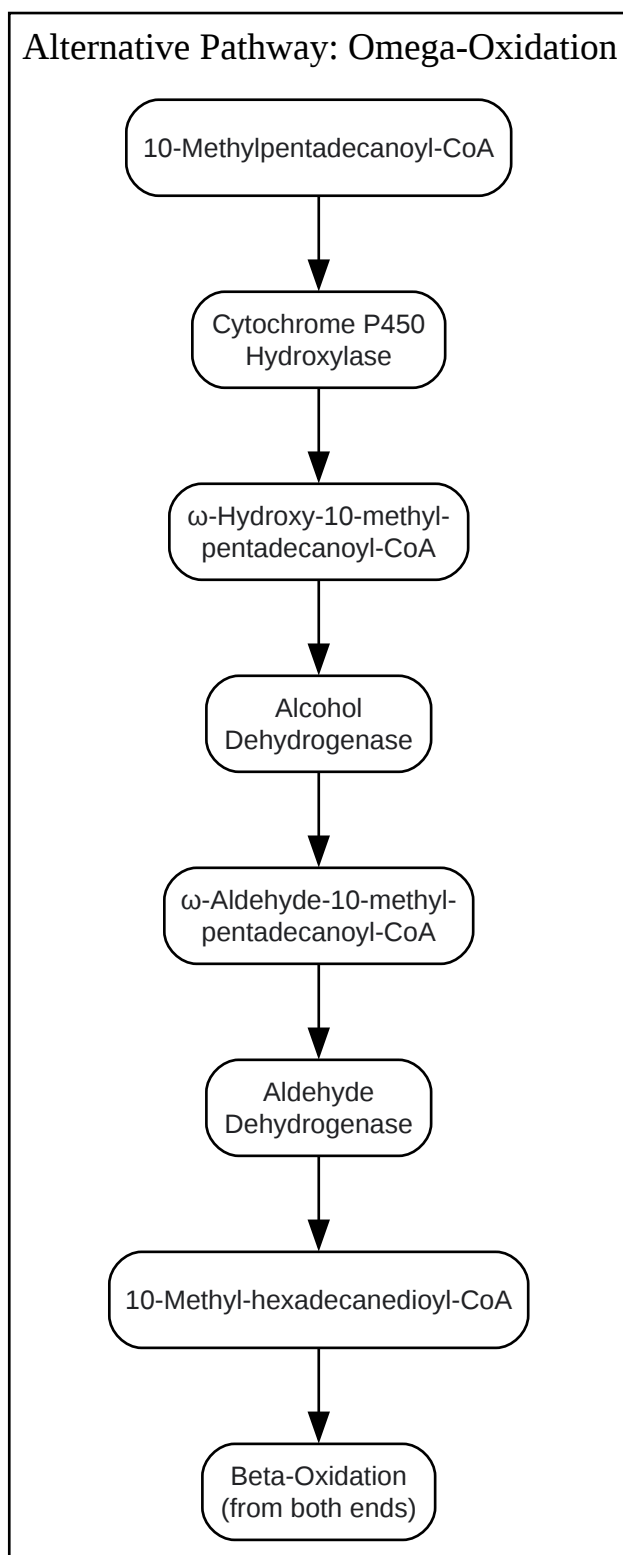 Alternative Pathway: Omega-Oxidation
10-Methylpentadecanoyl-CoA
Cytochrome P450
Hydroxylase
ω-Hydroxy-10-methyl-
pentadecanoyl-CoA
Alcohol
Dehydrogenase
ω-Aldehyde-10-methyl-
pentadecanoyl-CoA
Aldehyde
Dehydrogenase
10-Methyl-hexadecanedioyl-CoA
Beta-Oxidation
(from both ends)